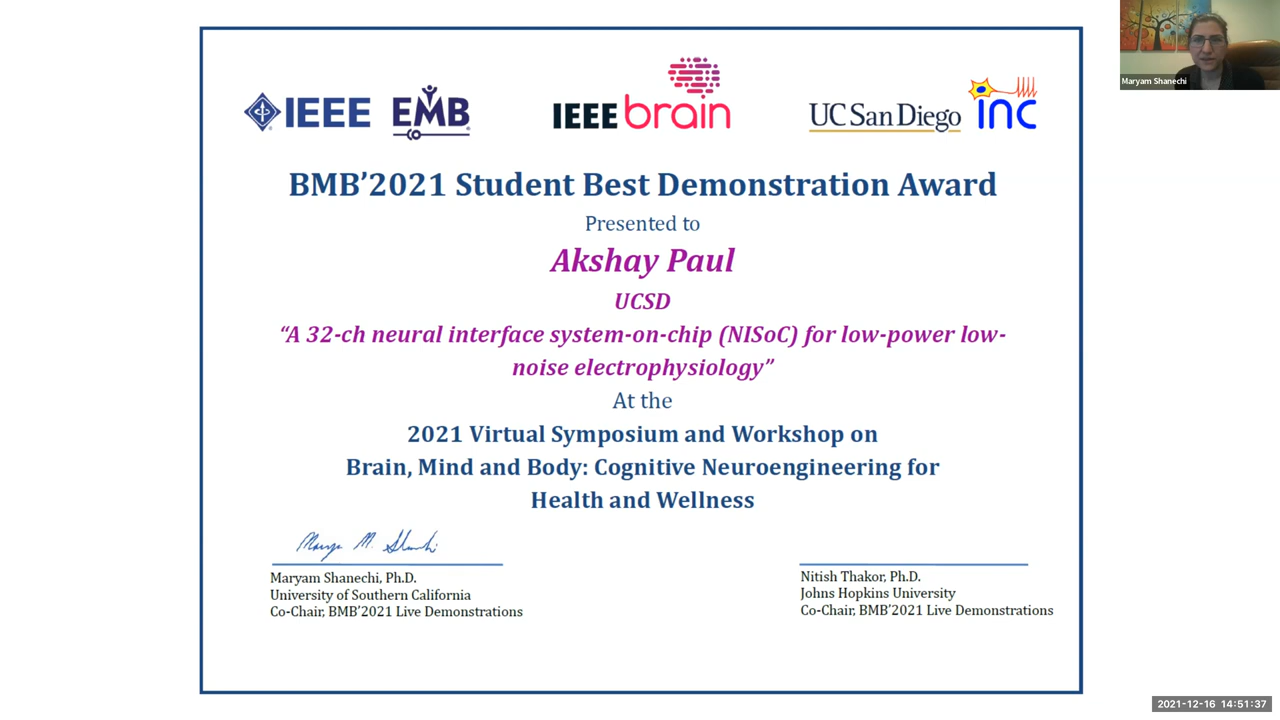 IEEE EMB IEEE brain UC San Diego inc
Maryam Shanechi
BMB’2021 Student Best Demonstration Award
Presented to
Akshay Paul
UCSD
“A 32-ch neural interface system-on-chip (NISoC) for low-power low-
noise electrophysiology”
At the
2021 Virtual Symposium and Workshop on
Brain, Mind and Body: Cognitive Neuroengineering for
Health and Wellness
Maryam M. Shanechi
Maryam Shanechi, Ph.D.
University of Southern California
Co-Chair, BMB’2021 Live Demonstrations
Nitish Thakor, Ph.D.
Johns Hopkins University
Co-Chair, BMB’2021 Live Demonstrations
2021-12-16 14:51:37